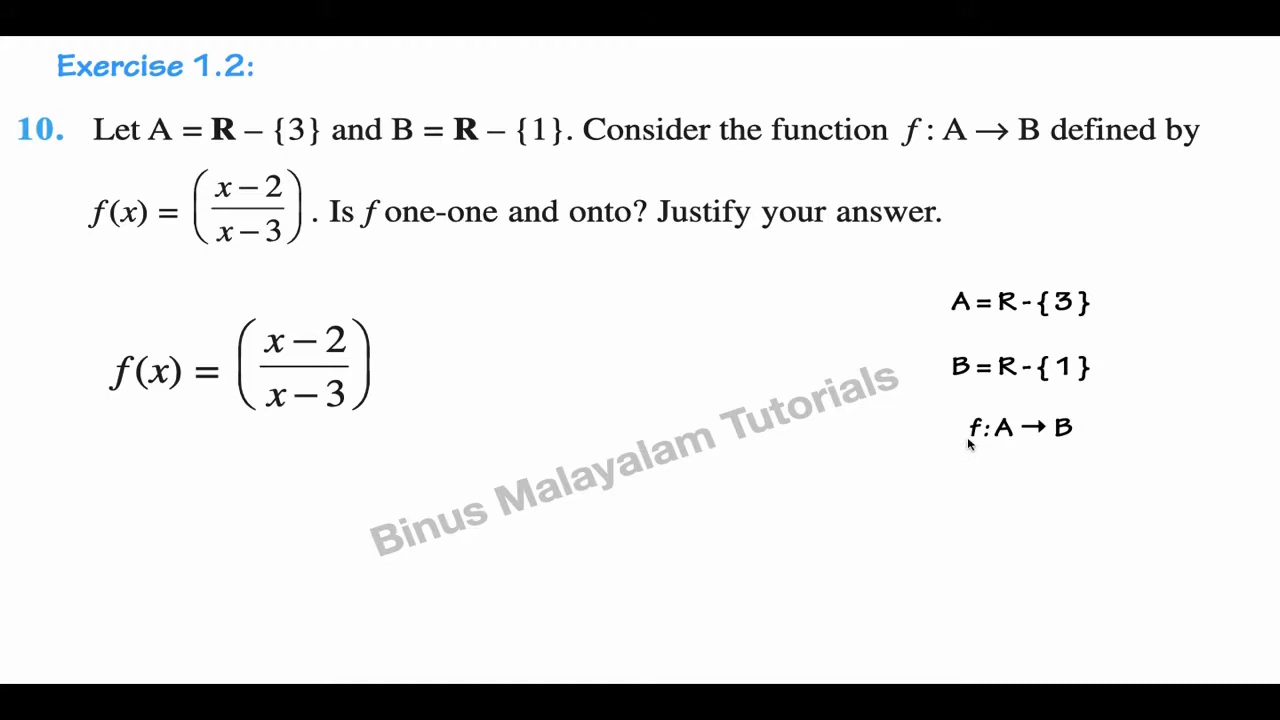 Exercise 1.2:
10. Let A = R – {3} and B = R – {1}. Consider the function f : A → B defined by
f(x) = (x – 2 / x – 3). Is f one-one and onto? Justify your answer.
A = R - { 3 }
f(x) = (x – 2 / x – 3)
B = R - { 1 }
f: A → B
Binus Malayalam Tutorials